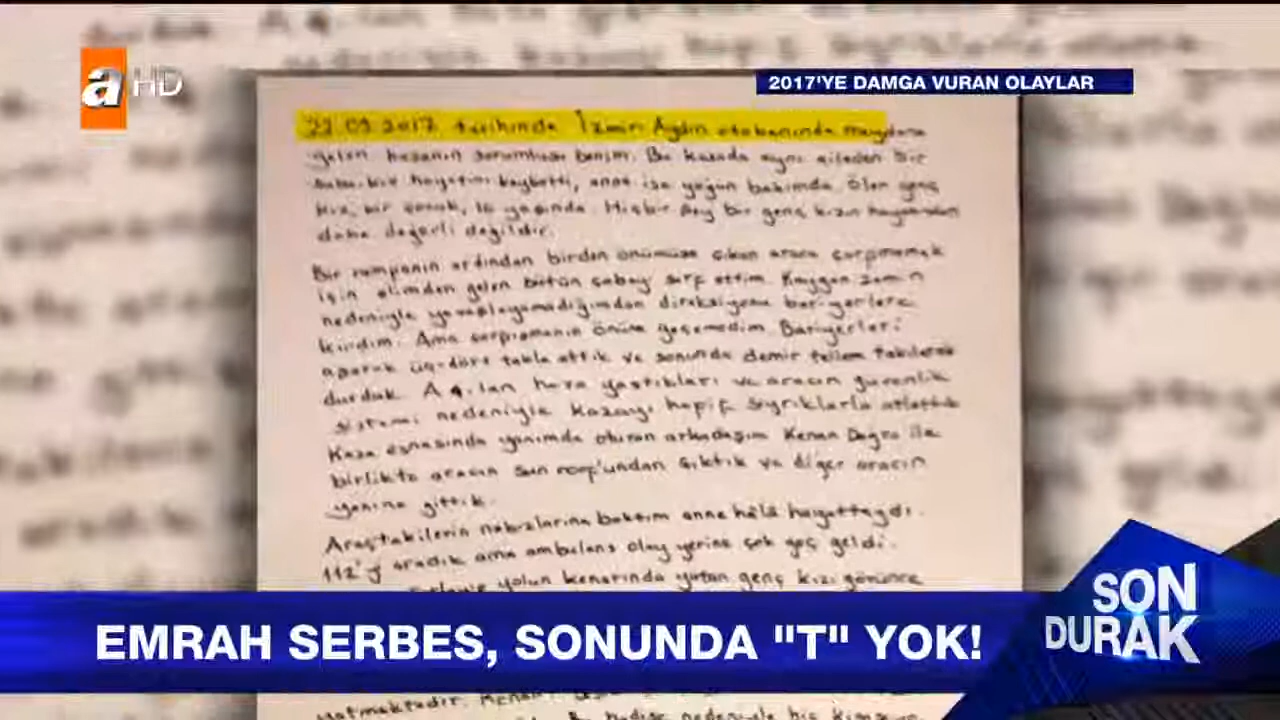 a HD
2017'YE DAMGA VURAN OLAYLAR
22.09.2017 tarihinde İzmir Aydın otobanında meydana
gelen kazanın sorumlusu benim. Bu kazada aynı aileden bir
baba-kız hayatını kaybetti, anne ise yoğun bakımda. Ölen genç
kız, bir çocuk, 16 yaşında. Hiçbir şey bir genç kızın hayatından
daha değerli değildir.
Bir rampanın ardından birden önümüze çıkan araca çarpmamak
için elimden gelen bütün çabayı sarf ettim. Kaygan zemin
nedeniyle yavaşlayamadığımdan direksiyonu bariyerlere
kırdım. Ama çarpmamanın önüne geçemedim. Bariyerleri
aşarak üç-dört takla attık ve sonunda demir tellere takılarak
durduk. Açılan hava yastıkları ve aracın güvenlik
sistemi nedeniyle kazayı hafif sıyrıklarla atlattık
Kaza esnasında yanımda oturan arkadaşım Kenan Doğru ile
birlikte aracın sun roof'undan çıktık ve diğer aracın
yanına gittik.
Araçtakilerin nabızlarına baktım anne hâlâ hayattaydı.
112'yi aradık ama ambulans olay yerine çok geç geldi.
yolun kenarında yatan genç kızı görünce
EMRAH SERBES, SONUNDA "T" YOK!
SON
DURAK
yatmaktadır. Kenan
nedeniyle hiç kimseye